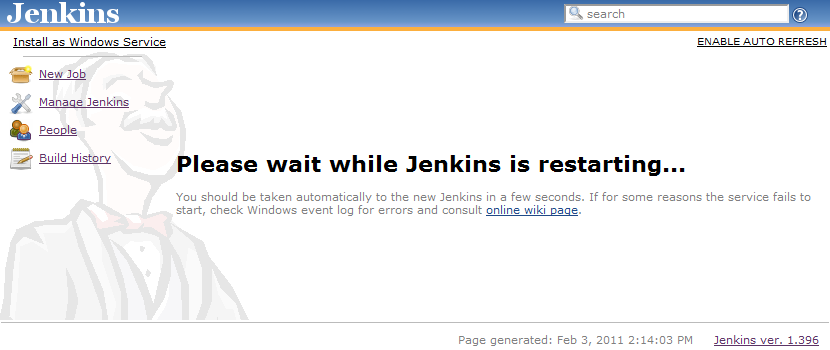 Jenkins
search
Install as Windows Service
ENABLE AUTO REFRESH
New Job
Manage Jenkins
People
Build History
Please wait while Jenkins is restarting...
You should be taken automatically to the new Jenkins in a few seconds. If for some reasons the service fails to
start, check Windows event log for errors and consult online wiki page.
Page generated: Feb 3, 2011 2:14:03 PM
Jenkins ver. 1.396